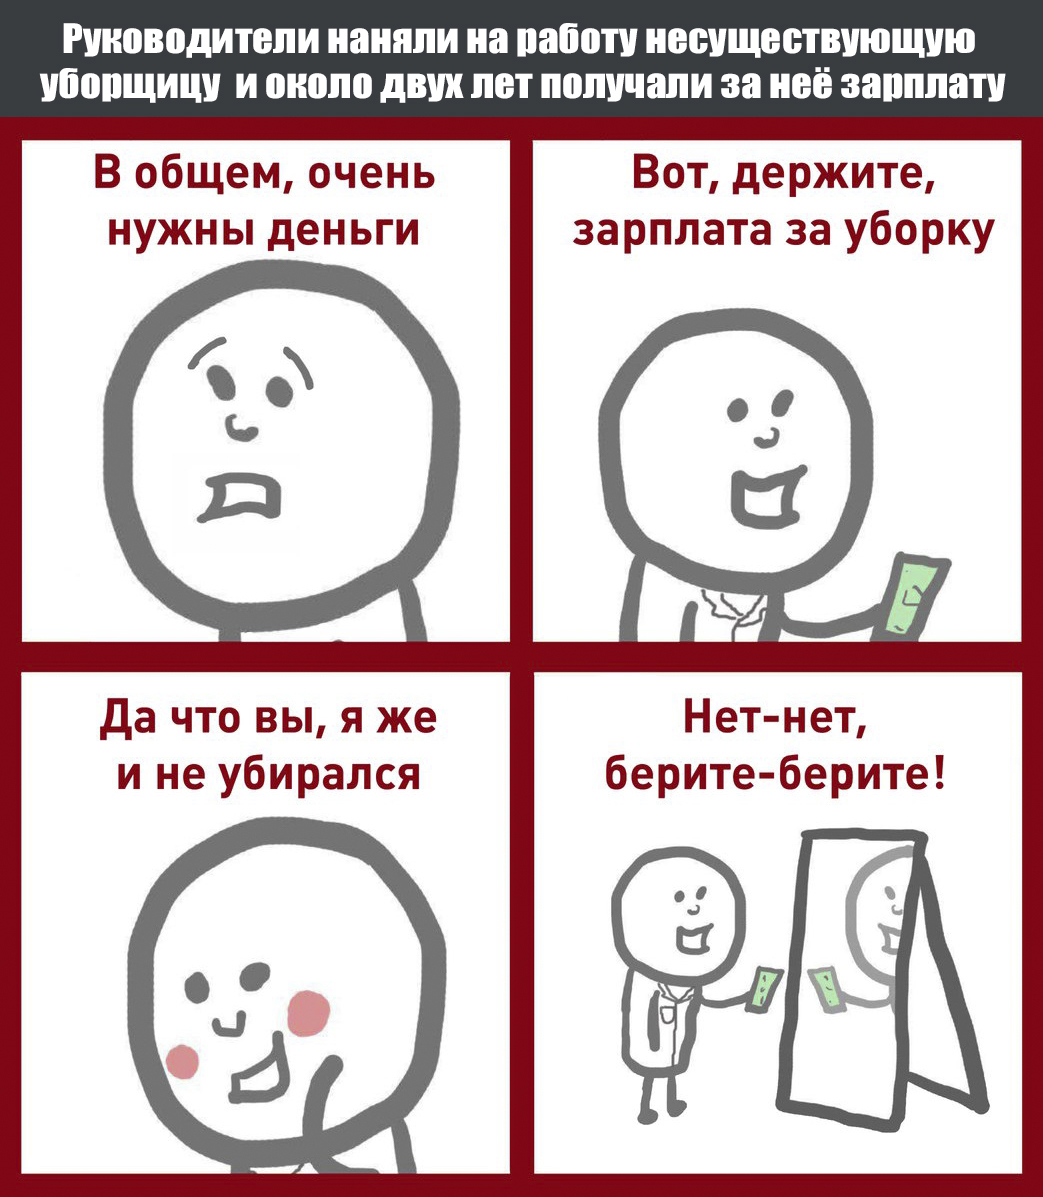 Руководители наняли на работу несуществующую
уборщицу и около двух лет получали за неё зарплату
В общем, очень
нужны деньги
Вот, держите,
зарплата за уборку
Да что вы, я же
и не убирался
Нет-нет,
берите-берите!